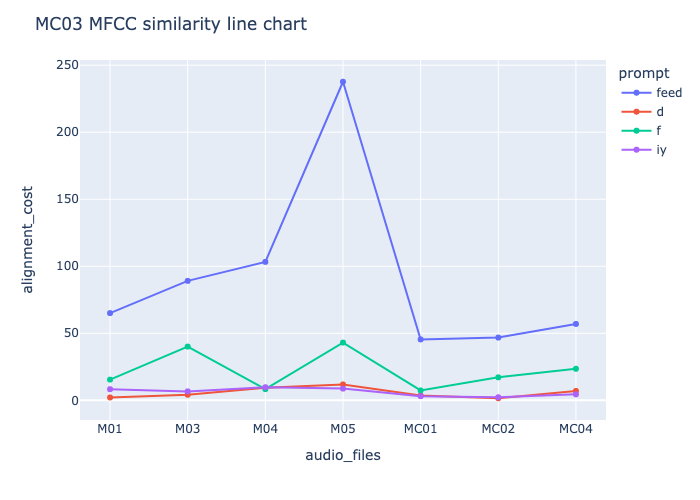 MC03 MFCC similarity line chart
prompt
feed
d
f
iy
alignment_cost
250
200
150
100
50
0
M01 M03 M04 M05 MC01 MC02 MC04
audio_files